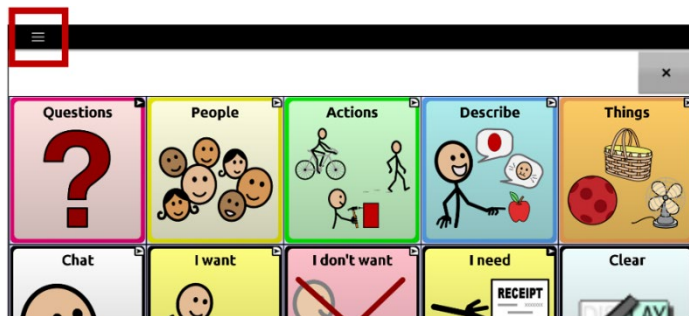 ×
Questions People Actions Describe Things
?
Chat I want I don't want I need Clear
RECEIPT